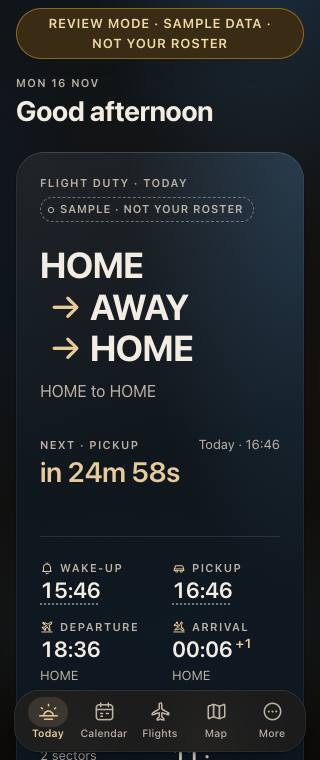 REVIEW MODE · SAMPLE DATA ·
NOT YOUR ROSTER
MON 16 NOV
Good afternoon
FLIGHT DUTY · TODAY
SAMPLE · NOT YOUR ROSTER
HOME
→ AWAY
→ HOME
HOME to HOME
NEXT · PICKUP Today · 16:46
in 24m 58s
WAKE-UP PICKUP
15:46 16:46
DEPARTURE ARRIVAL
18:36 00:06 +1
HOME HOME
Today Calendar Flights Map More
2 sectors